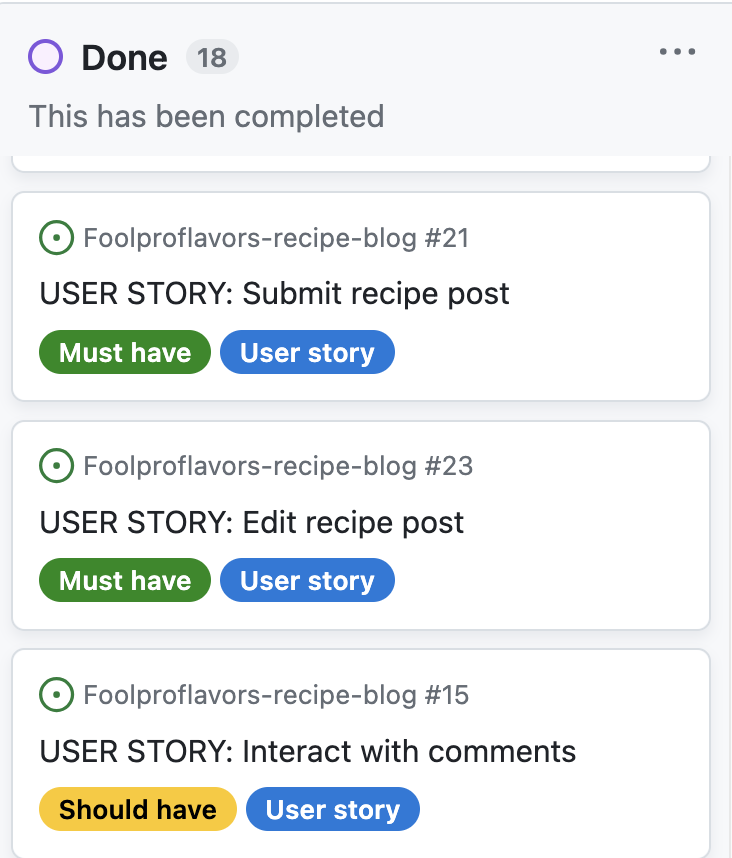 Done 18
This has been completed
Foolproflavors-recipe-blog #21
USER STORY: Submit recipe post
Must have User story
Foolproflavors-recipe-blog #23
USER STORY: Edit recipe post
Must have User story
Foolproflavors-recipe-blog #15
USER STORY: Interact with comments
Should have User story